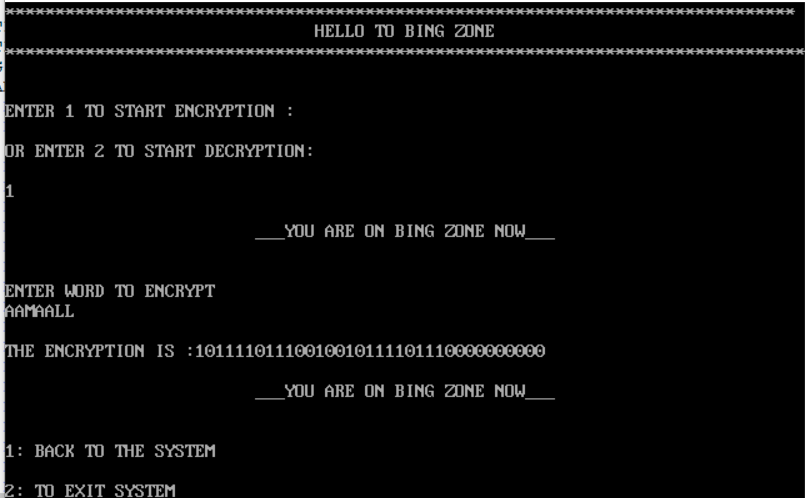 *******************************************************************************
HELLO TO BING ZONE
********************************************************************************
ENTER 1 TO START ENCRYPTION :
OR ENTER 2 TO START DECRYPTION:
1
___YOU ARE ON BING ZONE NOW___
ENTER WORD TO ENCRYPT
AAMAALL
THE ENCRYPTION IS :10111101110010010111101110000000000
___YOU ARE ON BING ZONE NOW___
1: BACK TO THE SYSTEM
2: TO EXIT SYSTEM